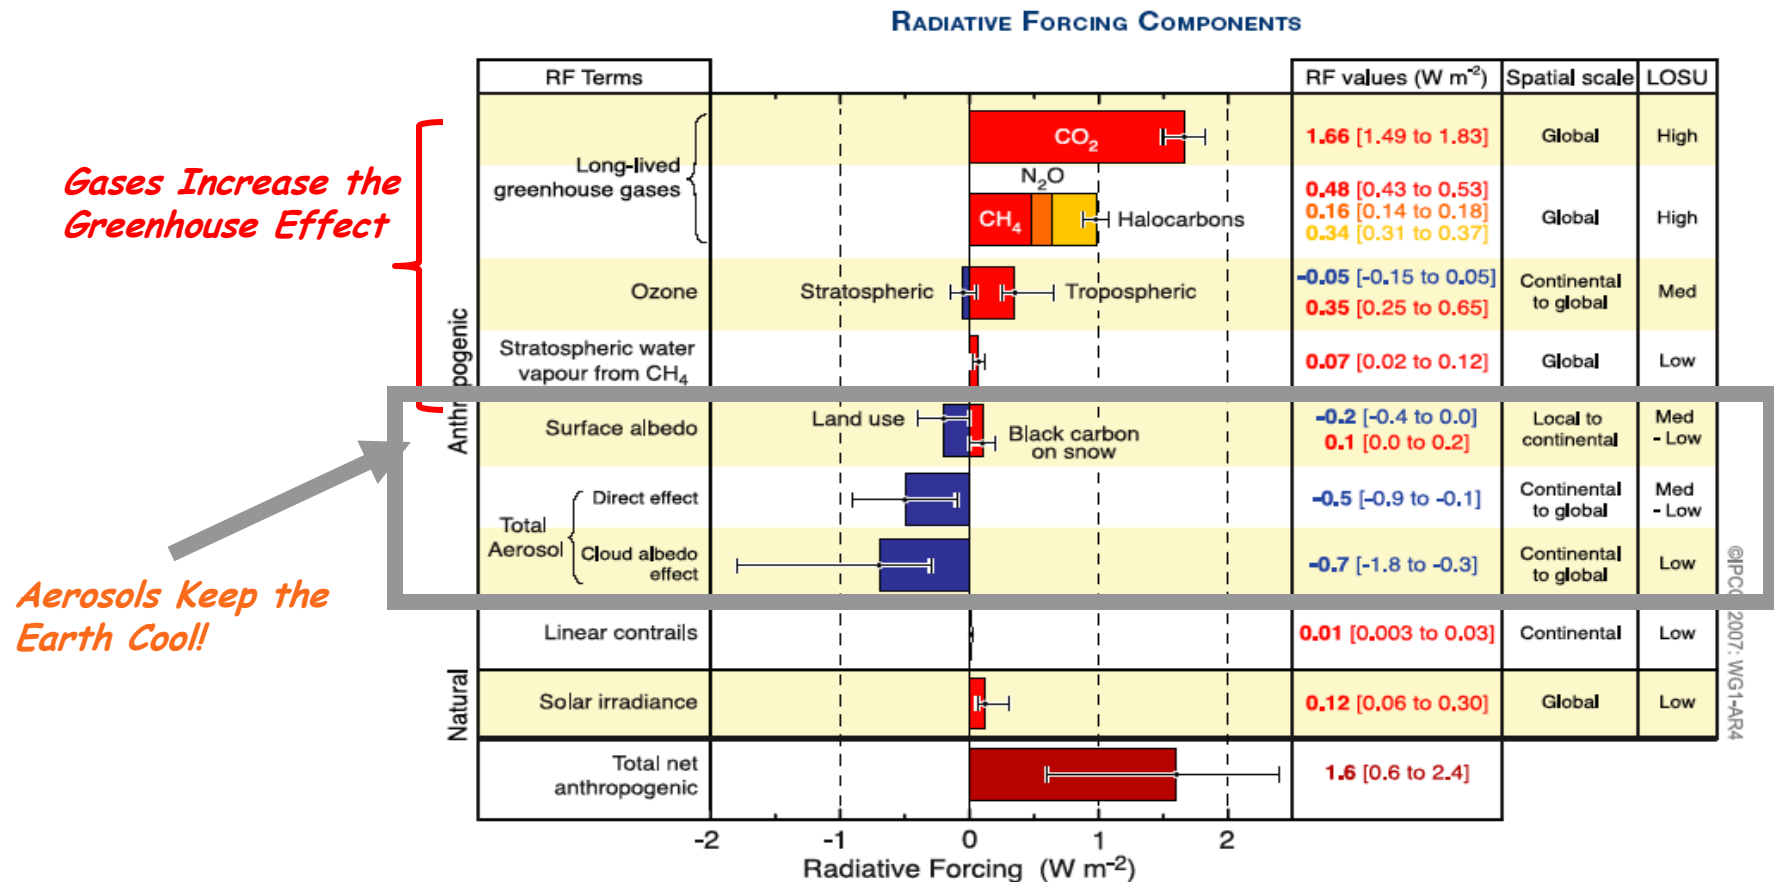 RADIATIVE FORCING COMPONENTS
RF Terms
RF values (W m-2)
Spatial scale
LOSU
Gases Increase the
Greenhouse Effect
Anthropogenic
Long-lived
greenhouse gases
CO2
1.66 [1.49 to 1.83]
Global
High
N2O
CH4
Halocarbons
0.48 [0.43 to 0.53]
0.16 [0.14 to 0.18]
0.34 [0.31 to 0.37]
Global
High
Ozone
Stratospheric
Tropospheric
-0.05 [-0.15 to 0.05]
0.35 [0.25 to 0.65]
Continental
to global
Med
Stratospheric water
vapour from CH4
0.07 [0.02 to 0.12]
Global
Low
Surface albedo
Land use
Black carbon
on snow
-0.2 [-0.4 to 0.0]
0.1 [0.0 to 0.2]
Local to
continental
Med
- Low
Total
Aerosol
Direct effect
-0.5 [-0.9 to -0.1]
Continental
to global
Med
- Low
Cloud albedo
effect
-0.7 [-1.8 to -0.3]
Continental
to global
Low
Aerosols Keep the
Earth Cool!
Linear contrails
0.01 [0.003 to 0.03]
Continental
Low
Natural
Solar irradiance
0.12 [0.06 to 0.30]
Global
Low
Total net
anthropogenic
1.6 [0.6 to 2.4]
-2 -1 0 1 2
Radiative Forcing (W m-2)
©IPCC 2007: WG1-AR4